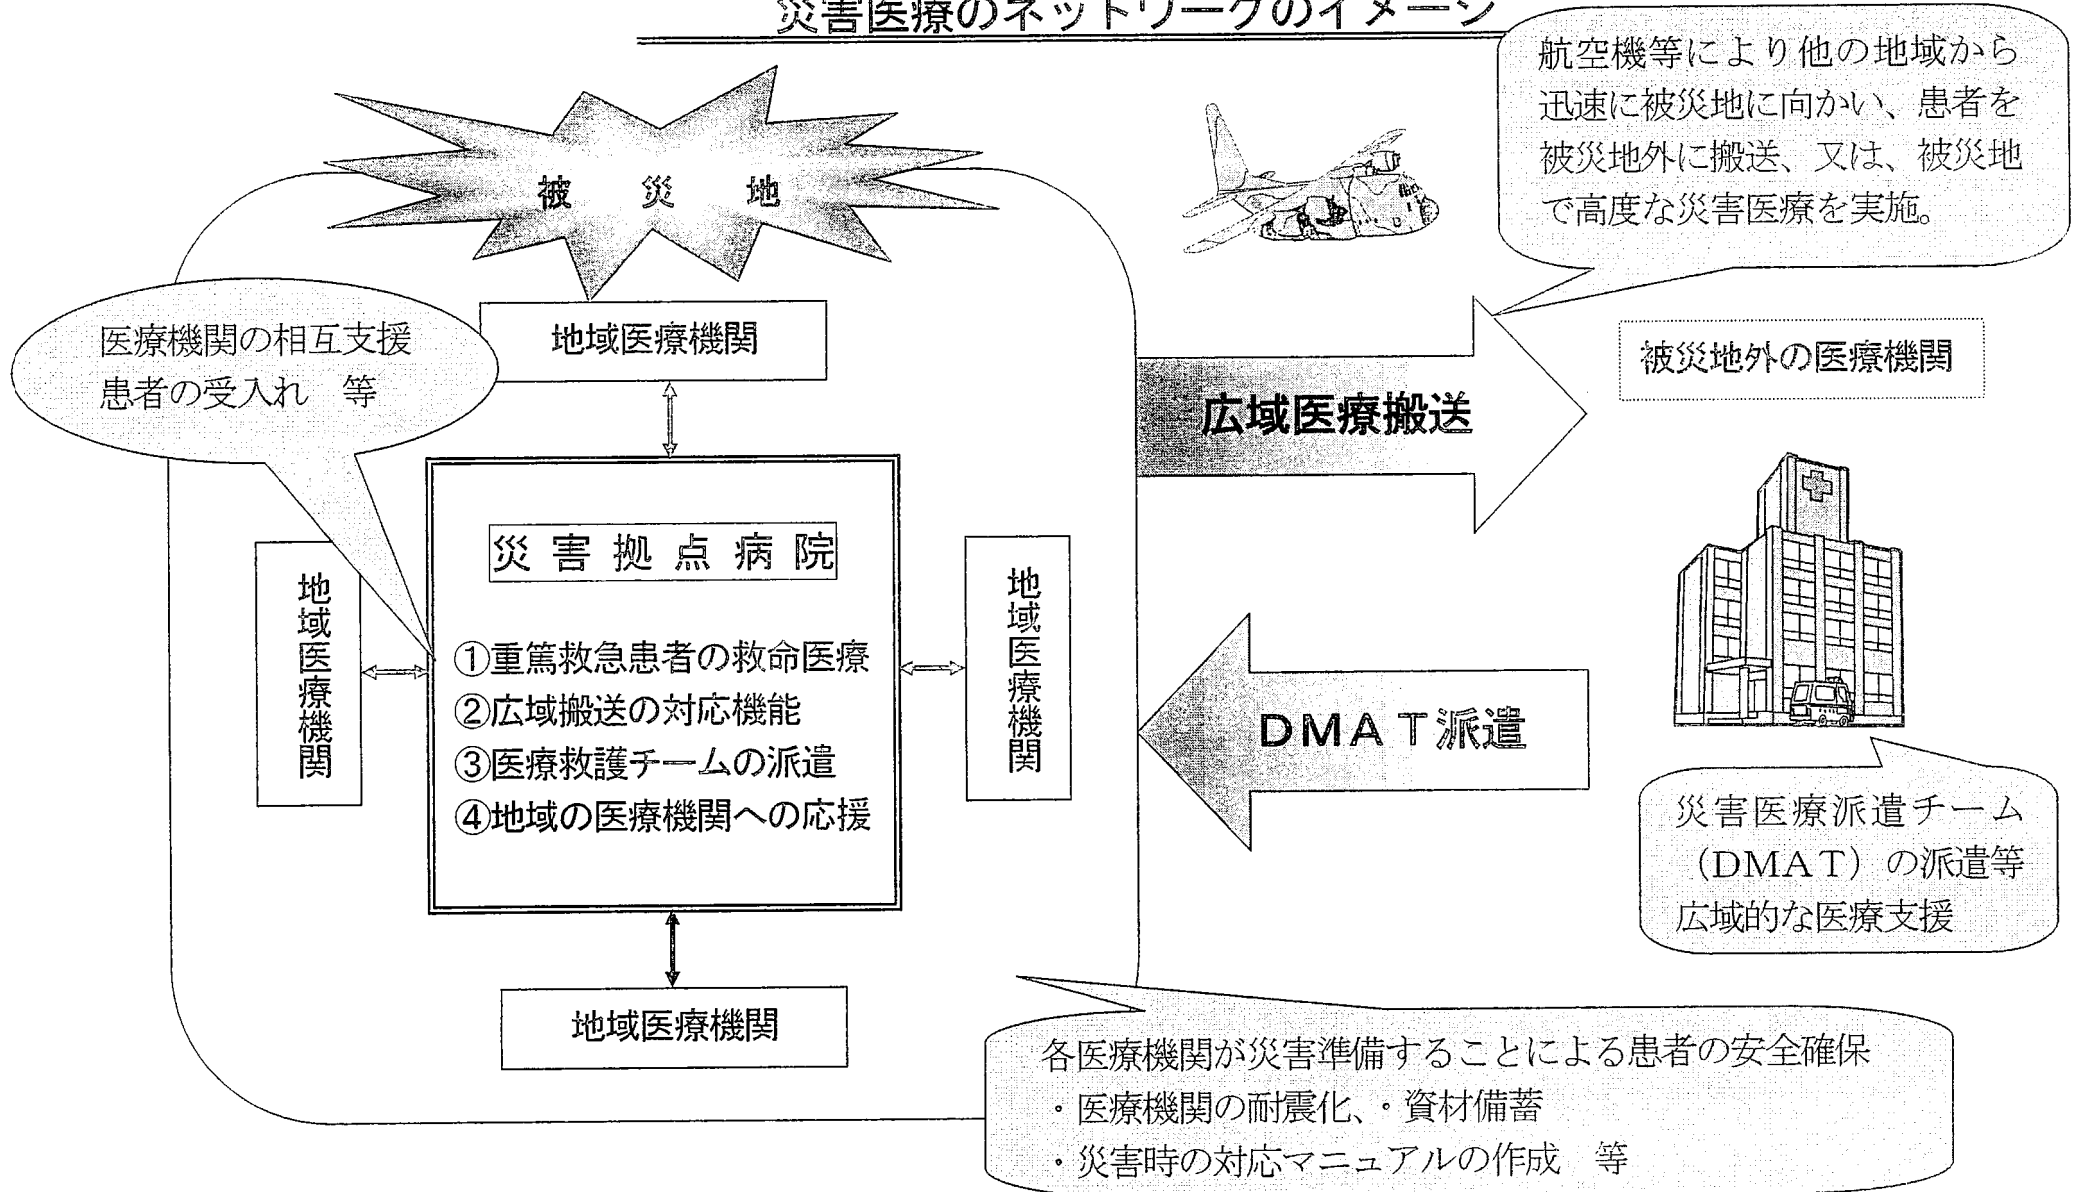 災害医療のネットワークのイメージ
航空機等により他の地域から
迅速に被災地に向かい、患者を
被災地外に搬送、又は、被災地
で高度な災害医療を実施。
被災地
医療機関の相互支援
患者の受入れ 等
地域医療機関
広域医療搬送
被災地外の医療機関
災害拠点病院
①重篤救急患者の救命医療
②広域搬送の対応機能
③医療救護チームの派遣
④地域の医療機関への応援
地域医療機関
地域医療機関
DMAT派遣
災害医療派遣チーム
(DMAT)の派遣等
広域的な医療支援
地域医療機関
各医療機関が災害準備することによる患者の安全確保
・医療機関の耐震化、・資材備蓄
・災害時の対応マニュアルの作成 等